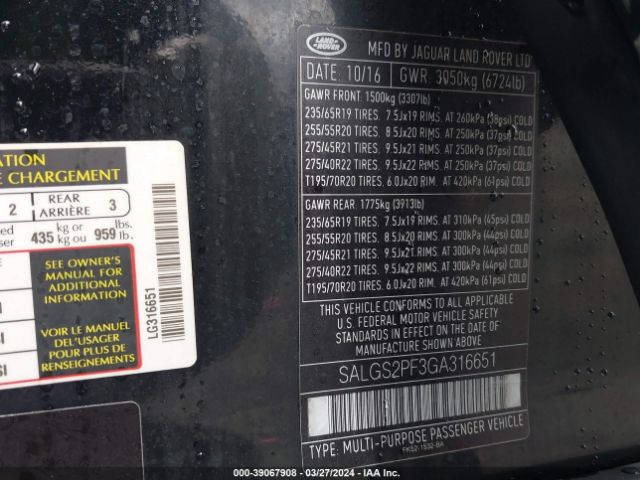 LAND
ROVER
MFD BY JAGUAR LAND ROVER LTD
DATE: 10/16 GWR: 3050kg (6724lb)
GAWR FRONT: 1500kg (3307lb)
235/65R19 TIRES. 7.5Jx19 RIMS. AT 260kPa (38psi) COLD
255/55R20 TIRES. 8.5Jx20 RIMS. AT 250kPa (37psi) COLD
275/45R21 TIRES. 9.5Jx21 RIMS. AT 250kPa (37psi) COLD
275/40R22 TIRES. 9.5Jx22 RIMS. AT 250kPa (37psi) COLD
T195/70R20 TIRES. 6.0Jx20 RIM. AT 420kPa (61psi) COLD
GAWR REAR: 1775kg (3913lb)
235/65R19 TIRES. 7.5Jx19 RIMS. AT 310kPa (45psi) COLD
255/55R20 TIRES. 8.5Jx20 RIMS. AT 300kPa (44psi) COLD
275/45R21 TIRES. 9.5Jx21 RIMS. AT 300kPa (44psi) COLD
275/40R22 TIRES. 9.5Jx22 RIMS. AT 300kPa (44psi) COLD
T195/70R20 TIRES. 6.0Jx20 RIM. AT 420kPa (61psi) COLD
THIS VEHICLE CONFORMS TO ALL APPLICABLE
U.S. FEDERAL MOTOR VEHICLE SAFETY
STANDARDS IN EFFECT ON THE DATE OF
MANUFACTURE SHOWN ABOVE
SALGS2PF3GA316651
TYPE: MULTI-PURPOSE PASSENGER VEHICLE
FK52-1532-BA
ATION
E CHARGEMENT
2 REAR ARRIÈRE 3
435 kg or kg ou 959 lbs. lb.
SEE OWNER'S
MANUAL FOR
ADDITIONAL
INFORMATION
VOIR LE MANUEL
DEL'USAGER
POUR PLUS DE
RENSEIGNEMENTS
LG316651
000-39067908 - 03/27/2024 - IAA Inc.